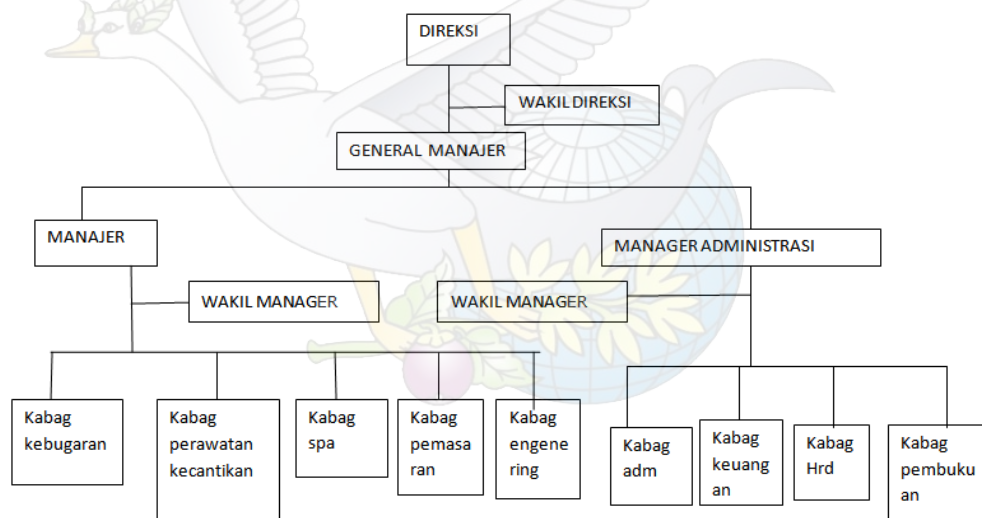 DIREKSI
WAKIL DIREKSI
GENERAL MANAJER
MANAJER
MANAGER ADMINISTRASI
WAKIL MANAGER
WAKIL MANAGER
Kabag
kebugaran
Kabag
perawatan
kecantikan
Kabag
spa
Kabag
pemasa
ran
Kabag
engene
ring
Kabag
adm
Kabag
keuang
an
Kabag
Hrd
Kabag
pembuku
an